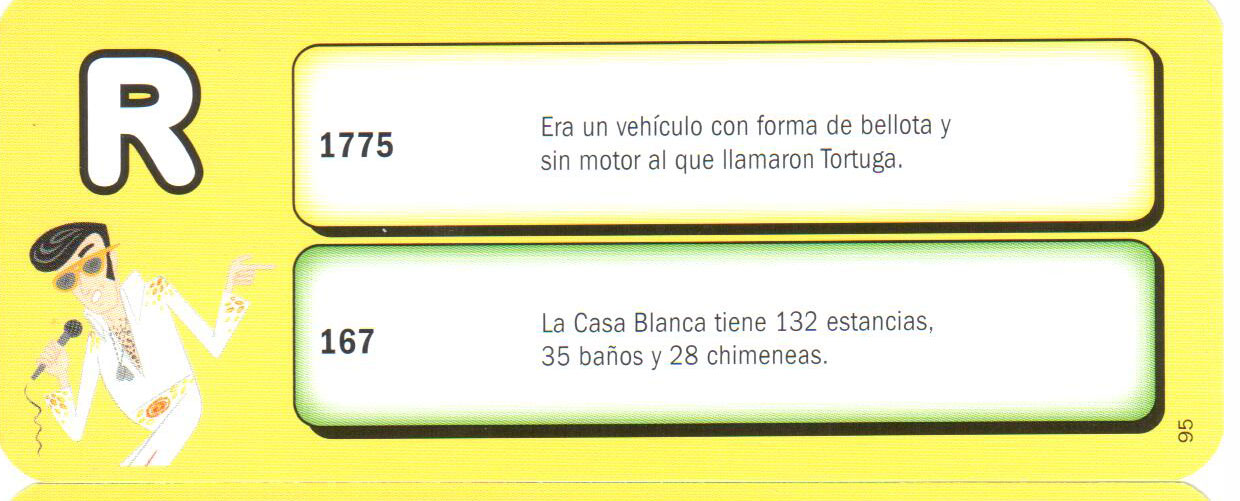 R
1775
Era un vehículo con forma de bellota y
sin motor al que llamaron Tortuga.
167
La Casa Blanca tiene 132 estancias,
35 baños y 28 chimeneas.
95